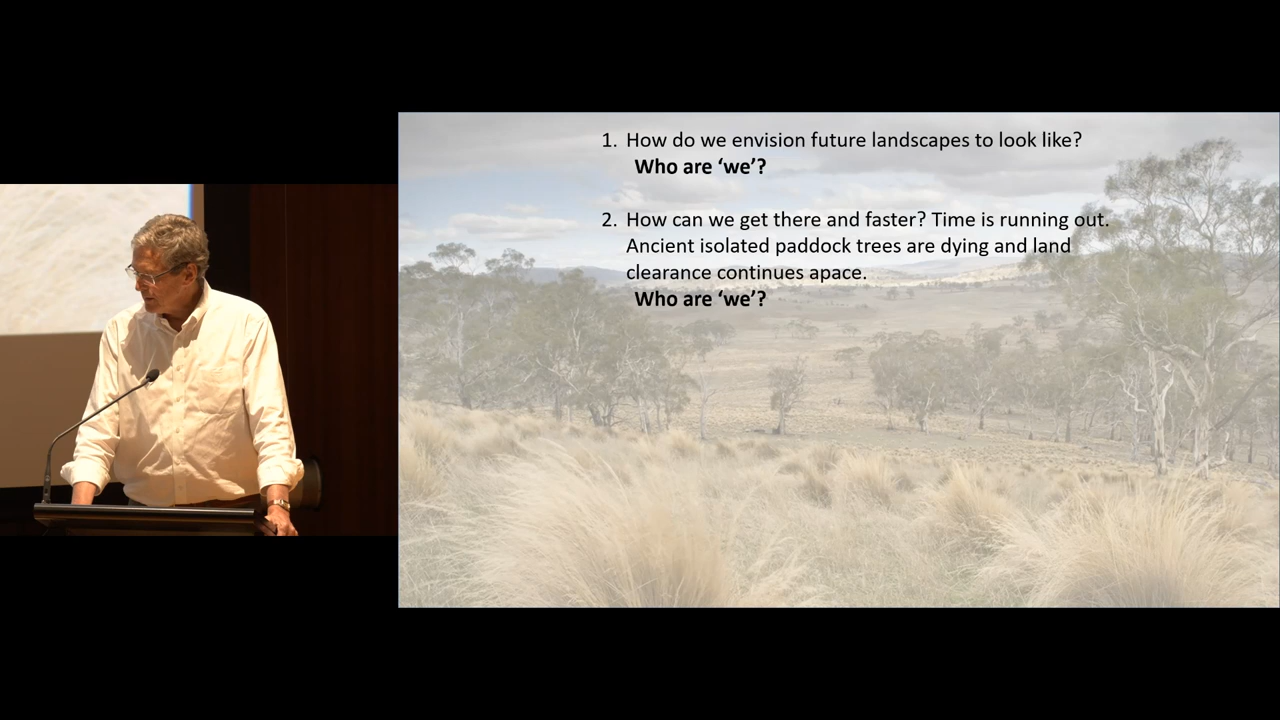 1. How do we envision future landscapes to look like?
Who are ‘we’?
2. How can we get there and faster? Time is running out.
Ancient isolated paddock trees are dying and land
clearance continues apace.
Who are ‘we’?